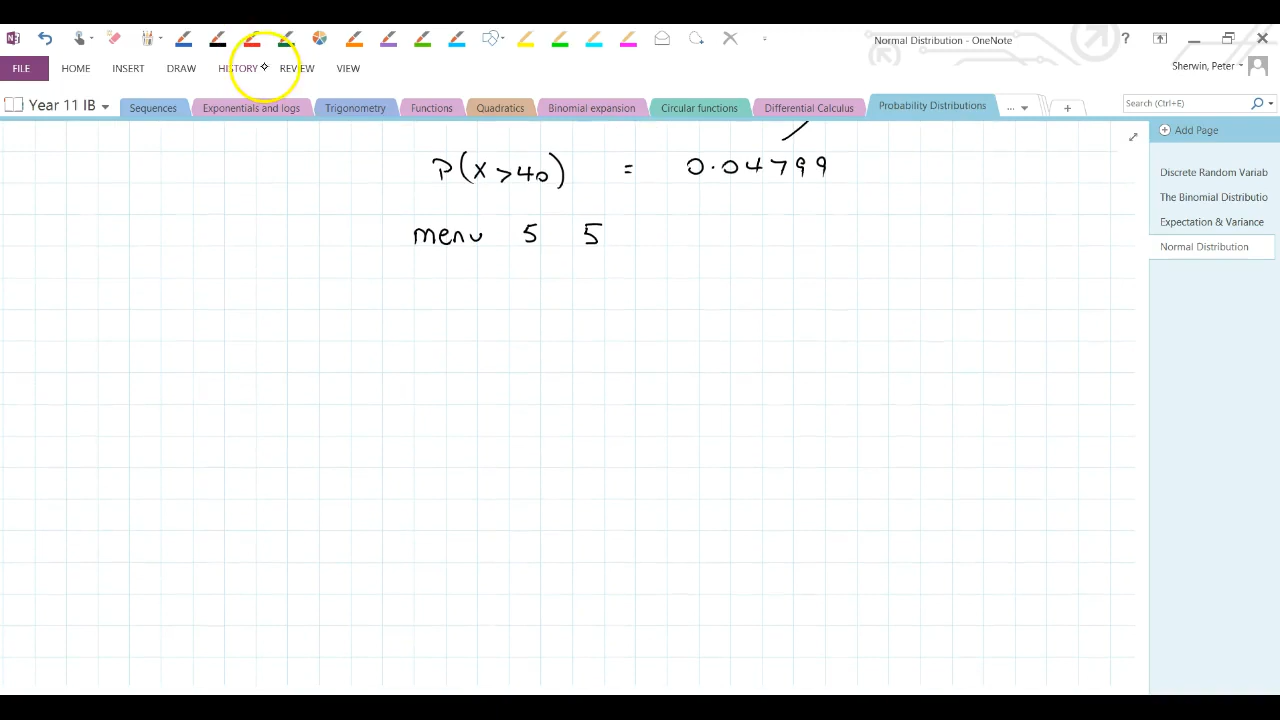 Normal Distribution - OneNote
?
Sherwin, Peter
FILE HOME INSERT DRAW HISTORY REVIEW VIEW
Year 11 IB
Sequences Exponentials and logs Trigonometry Functions Quadratics Binomial expansion Circular functions Differential Calculus Probability Distributions ... +
Search (Ctrl+E)
Add Page
Discrete Random Variab
The Binomial Distributio
Expectation & Variance
Normal Distribution
P(X >40) = 0.04799
menu 5 5